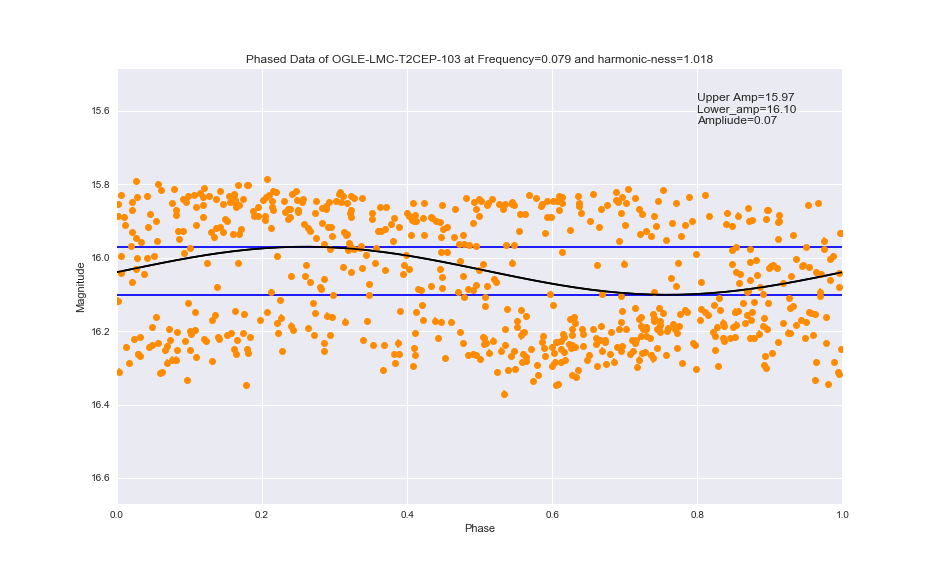 Phased Data of OGLE-LMC-T2CEP-103 at Frequency=0.079 and harmonic-ness=1.018
Upper Amp=15.97
Lower_amp=16.10
Ampliude=0.07
15.6
15.8
16.0
16.2
16.4
16.6
Magnitude
0.0 0.2 0.4 0.6 0.8 1.0
Phase